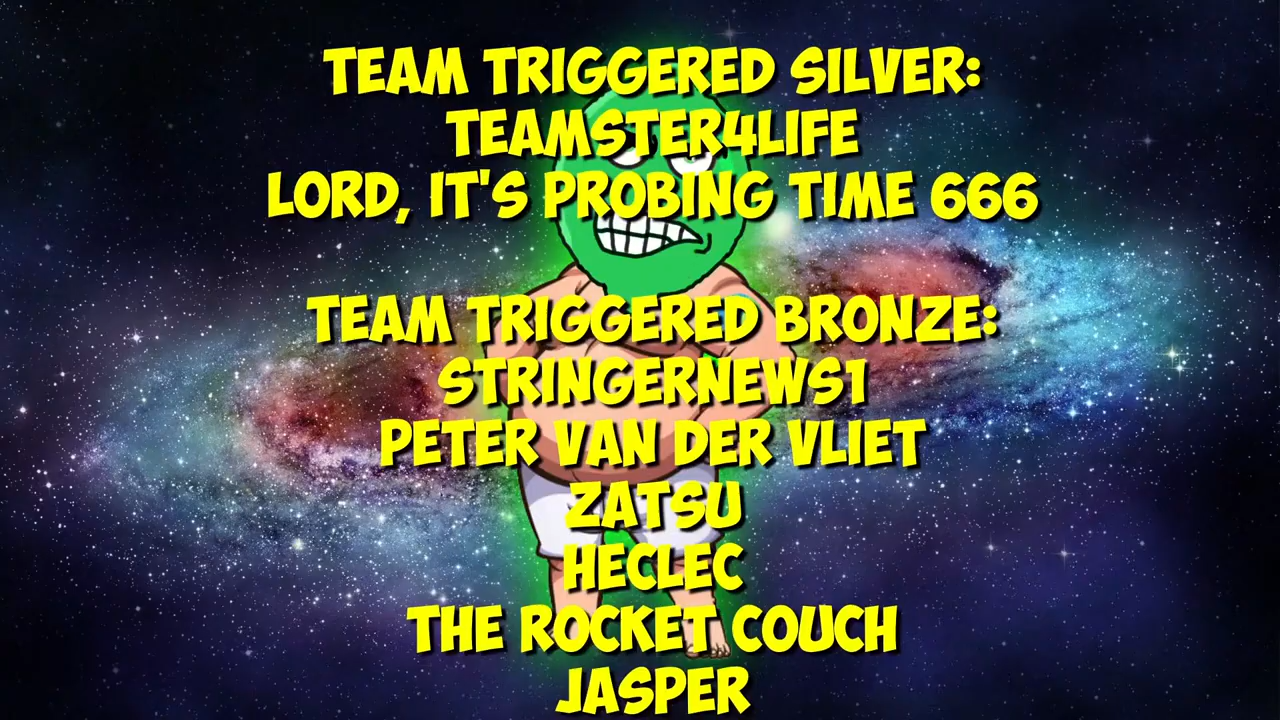 TEAM TRIGGERED SILVER:
TEAMSTER4LIFE
LORD, IT'S PROBING TIME 666
TEAM TRIGGERED BRONZE:
STRINGERNEWS1
PETER VAN DER VLIET
ZATSU
HECLEC
THE ROCKET COUCH
JASPER